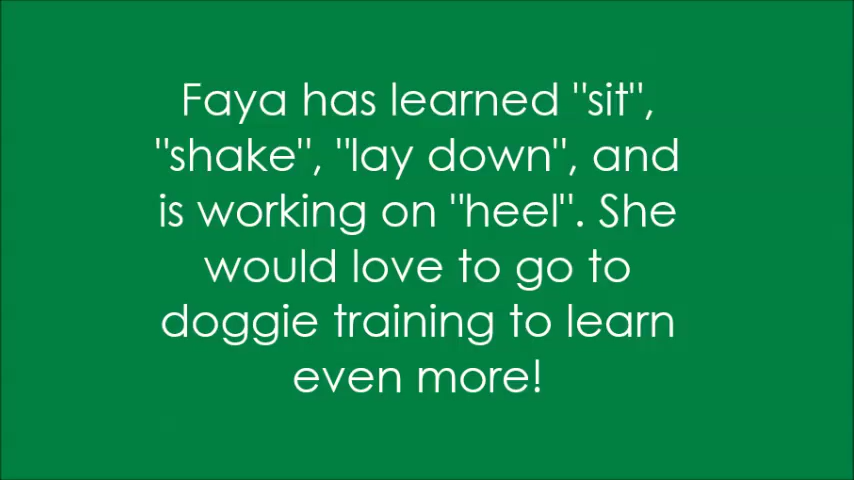 Faya has learned "sit",
"shake", "lay down", and
is working on "heel". She
would love to go to
doggie training to learn
even more!